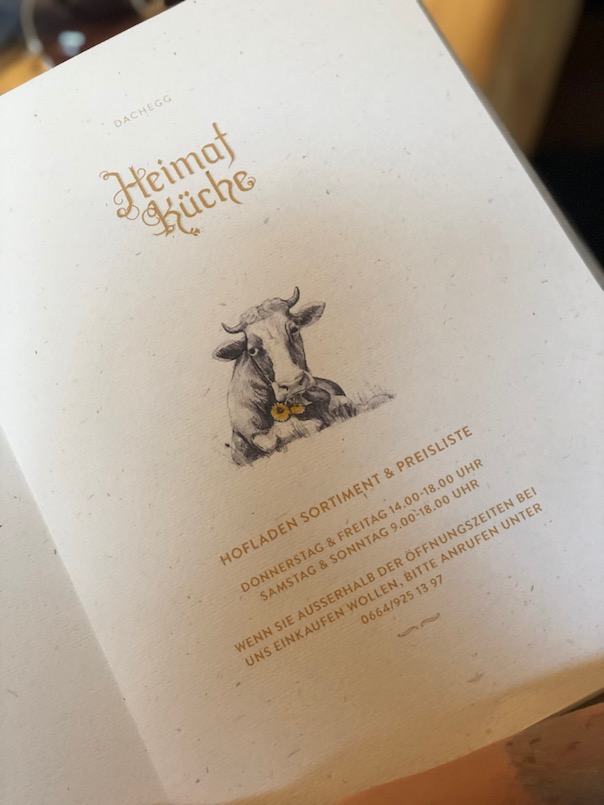 DACHEGG
Heimat
Küche
HOFLADEN SORTIMENT & PREISLISTE
DONNERSTAG & FREITAG 14.00-18.00 UHR
SAMSTAG & SONNTAG 9.00-18.00 UHR
WENN SIE AUSSERHALB DER ÖFFNUNGSZEITEN BEI
UNS EINKAUFEN WOLLEN, BITTE ANRUFEN UNTER
0664/925 13 97